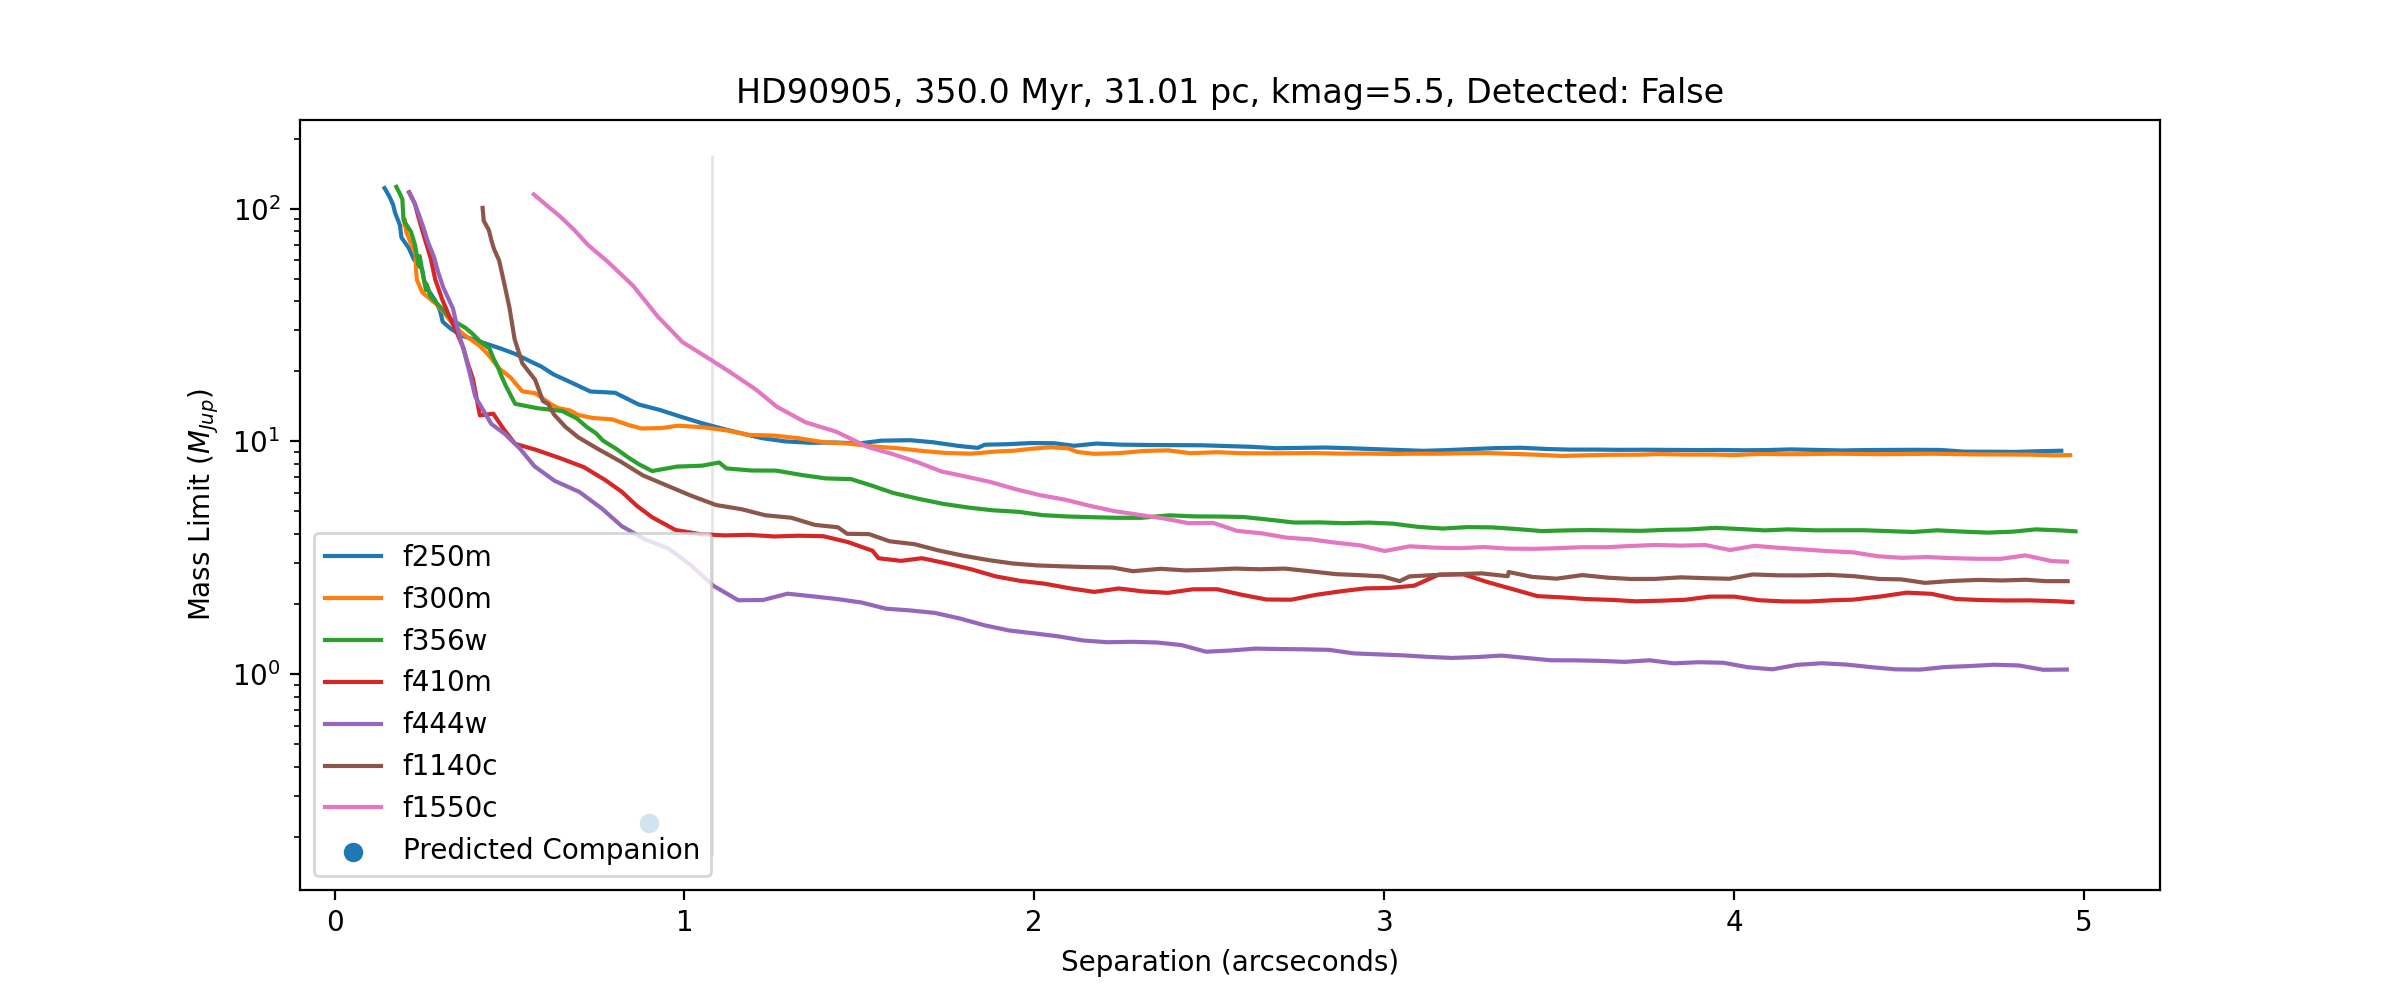 HD90905, 350.0 Myr, 31.01 pc, kmag=5.5, Detected: False
Mass Limit (M_Jup)
10^2
10^1
10^0
f250m
f300m
f356w
f410m
f444w
f1140c
f1550c
Predicted Companion
0 1 2 3 4 5
Separation (arcseconds)